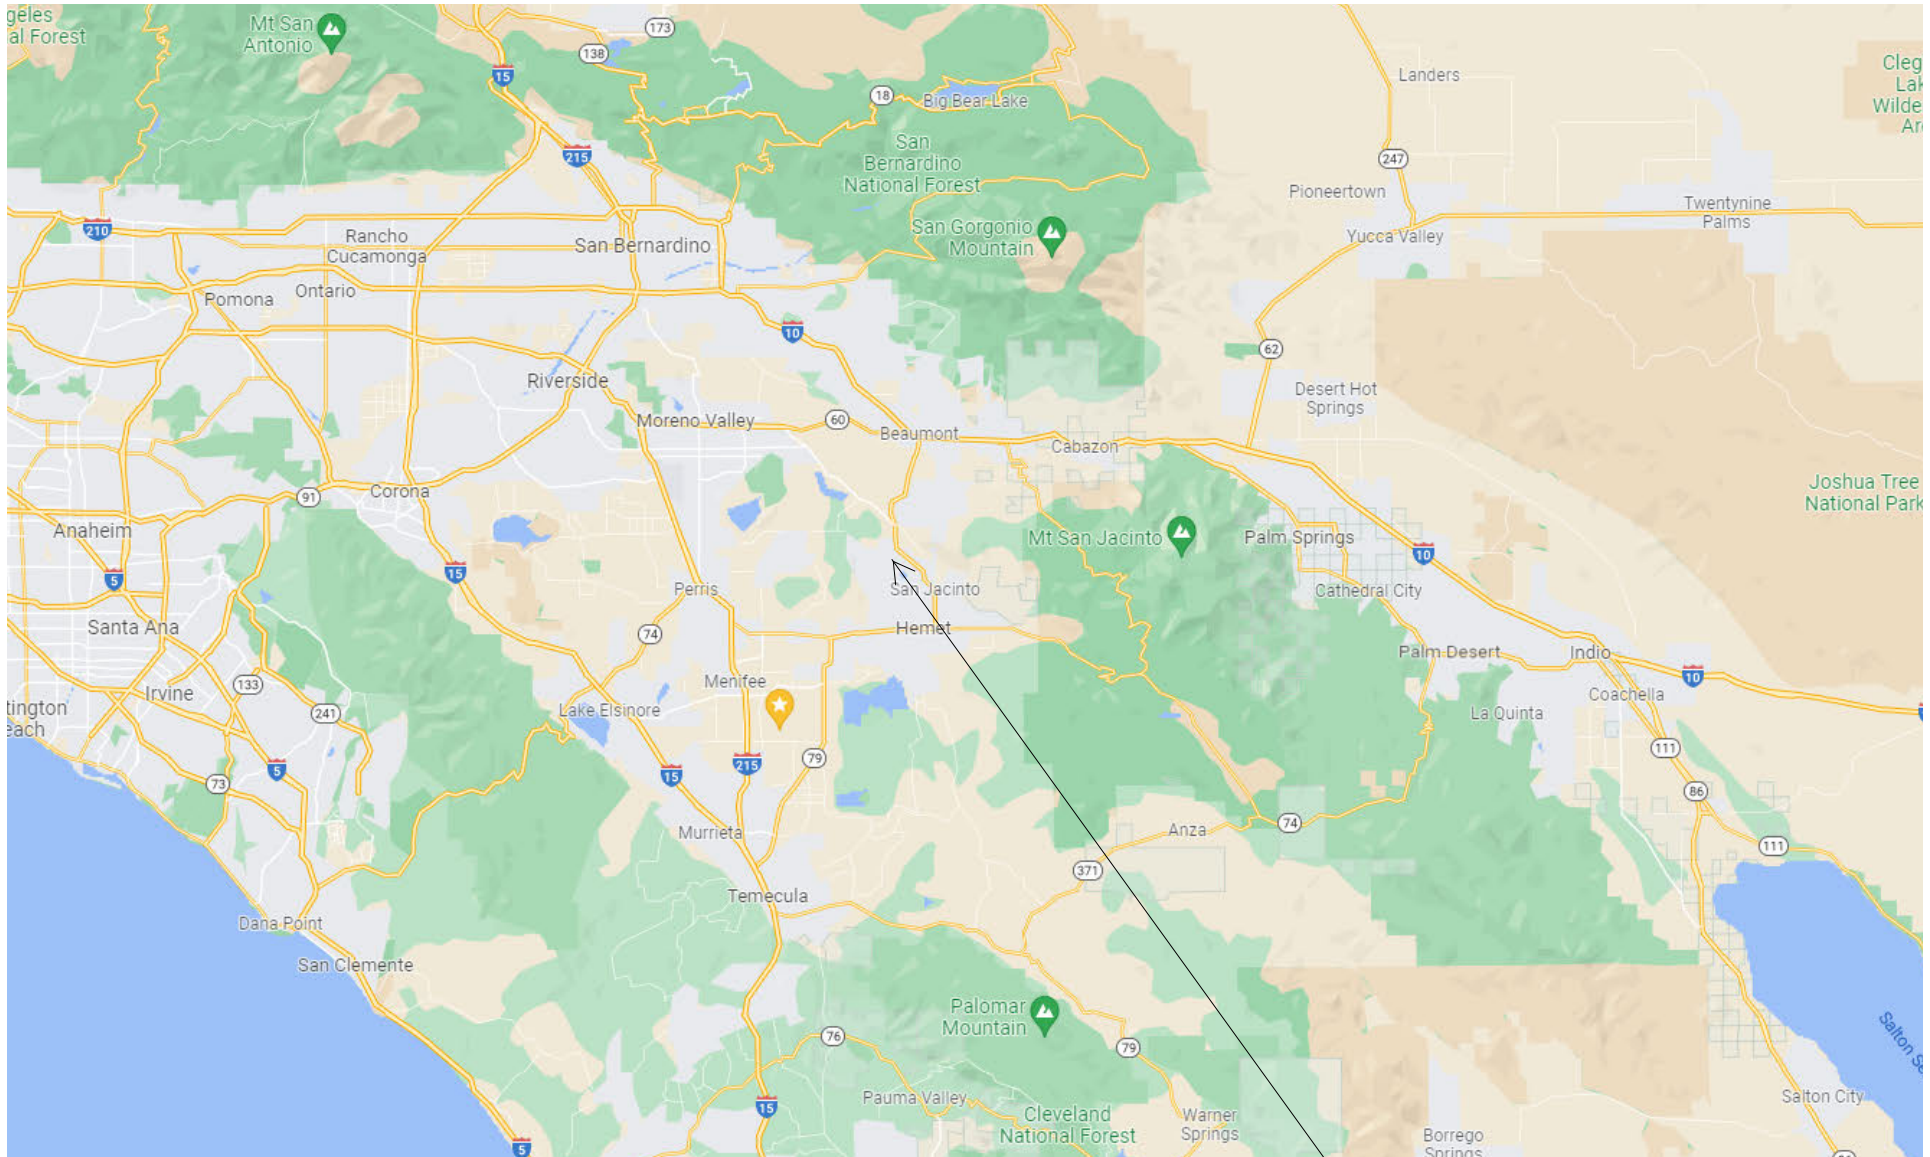 geles
al Forest
Mt San
Antonio
173
138
15
18
Big Bear Lake
Landers
Cleg
Lak
Wilde
Are
San
Bernardino
National Forest
215
247
Pioneertown
Twentynine
Palms
210
Rancho
Cucamonga
San Bernardino
San Gorgonio
Mountain
Yucca Valley
Pomona
Ontario
10
62
Riverside
Desert Hot
Springs
Moreno Valley
60
Beaumont
Cabazon
91
Corona
Joshua Tree
National Park
Anaheim
Mt San Jacinto
Palm Springs
10
5
15
Perris
San Jacinto
Cathedral City
Santa Ana
74
Hemet
Palm Desert
Indio
10
133
Irvine
Menifee
Coachella
tington
each
241
Lake Elsinore
La Quinta
111
5
73
15
215
79
86
Murrieta
Anza
74
111
371
Temecula
Dana Point
San Clemente
Palomar
Mountain
76
79
Salton Se
Pauma Valley
15
Cleveland
National Forest
Warner
Springs
Salton City
5
Borrego
Springs